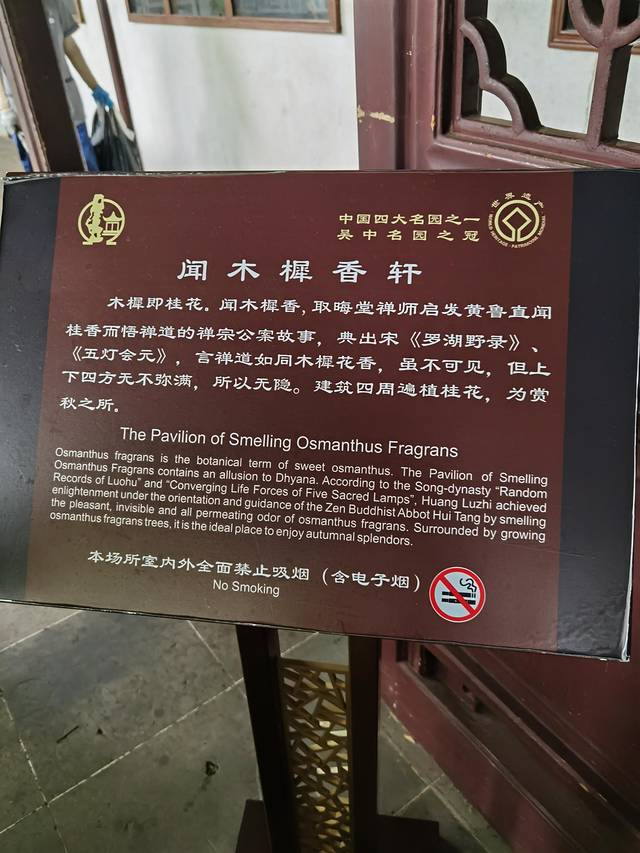 中国四大名园之一
吴中名园之冠
世界遗产
WORLD HERITAGE • PATRIMOINE MONDIAL
闻木樨香轩
木樨即桂花。闻木樨香，取晦堂禅师启发黄鲁直闻
桂香而悟禅道的禅宗公案故事，典出宋《罗湖野录》、
《五灯会元》，言禅道如同木樨花香，虽不可见，但上
下四方无不弥满，所以无隐。建筑四周遍植桂花，为赏
秋之所。
The Pavilion of Smelling Osmanthus Fragrans
Osmanthus fragrans is the botanical term of sweet osmanthus. The Pavilion of Smelling
Osmanthus Fragrans contains an allusion to Dhyana. According to the Song-dynasty “Random
Records of Luohu” and “Converging Life Forces of Five Sacred Lamps”, Huang Luzhi achieved
enlightenment under the orientation and guidance of the Zen Buddhist Abbot Hui Tang by smelling
the pleasant, invisible and all permeating odor of osmanthus fragrans. Surrounded by growing
osmanthus fragrans trees, it is the ideal place to enjoy autumnal splendors.
本场所室内外全面禁止吸烟（含电子烟）
No Smoking